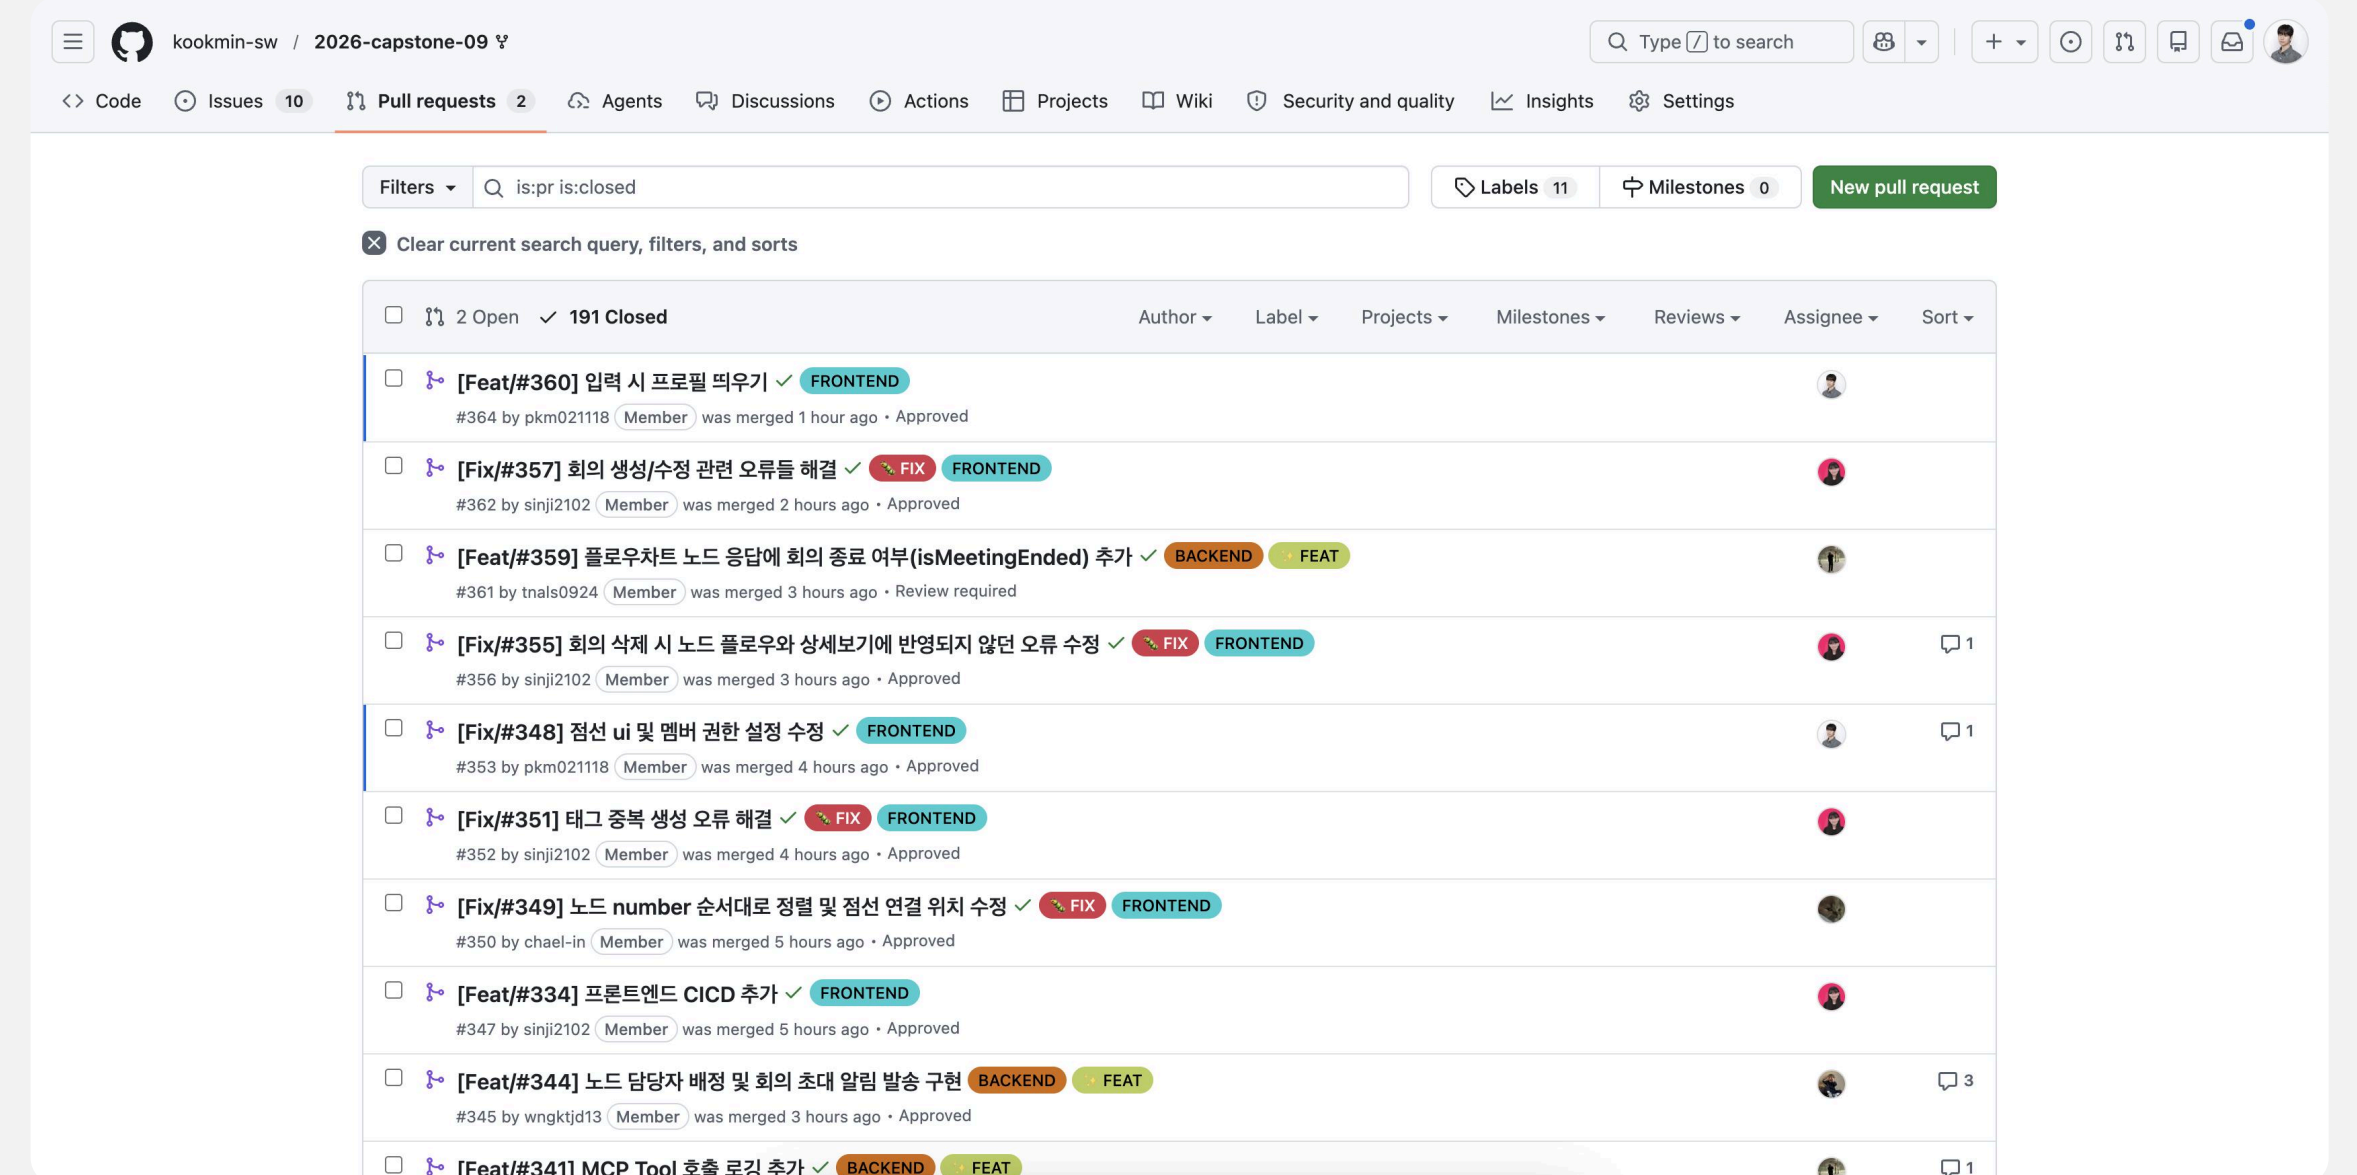 kookmin-sw / 2026-capstone-09
Type / to search
Code Issues 10 Pull requests 2 Agents Discussions Actions Projects Wiki Security and quality Insights Settings
Filters is:pr is:closed Labels 11 Milestones 0 New pull request
Clear current search query, filters, and sorts
2 Open 191 Closed Author Label Projects Milestones Reviews Assignee Sort
[Feat/#360] 입력 시 프로필 띄우기 FRONTEND
#364 by pkm021118 Member was merged 1 hour ago • Approved
[Fix/#357] 회의 생성/수정 관련 오류들 해결 FIX FRONTEND
#362 by sinji2102 Member was merged 2 hours ago • Approved
[Feat/#359] 플로우차트 노드 응답에 회의 종료 여부(isMeetingEnded) 추가 BACKEND FEAT
#361 by tnals0924 Member was merged 3 hours ago • Review required
[Fix/#355] 회의 삭제 시 노드 플로우와 상세보기에 반영되지 않던 오류 수정 FIX FRONTEND 1
#356 by sinji2102 Member was merged 3 hours ago • Approved
[Fix/#348] 점선 ui 및 멤버 권한 설정 수정 FRONTEND 1
#353 by pkm021118 Member was merged 4 hours ago • Approved
[Fix/#351] 태그 중복 생성 오류 해결 FIX FRONTEND
#352 by sinji2102 Member was merged 4 hours ago • Approved
[Fix/#349] 노드 number 순서대로 정렬 및 점선 연결 위치 수정 FIX FRONTEND
#350 by chael-in Member was merged 5 hours ago • Approved
[Feat/#334] 프론트엔드 CICD 추가 FRONTEND
#347 by sinji2102 Member was merged 5 hours ago • Approved
[Feat/#344] 노드 담당자 배정 및 회의 초대 알림 발송 구현 BACKEND FEAT 3
#345 by wngktjd13 Member was merged 3 hours ago • Approved
[Feat/#341] MCP Tool 호출 로깅 추가 BACKEND FEAT 1